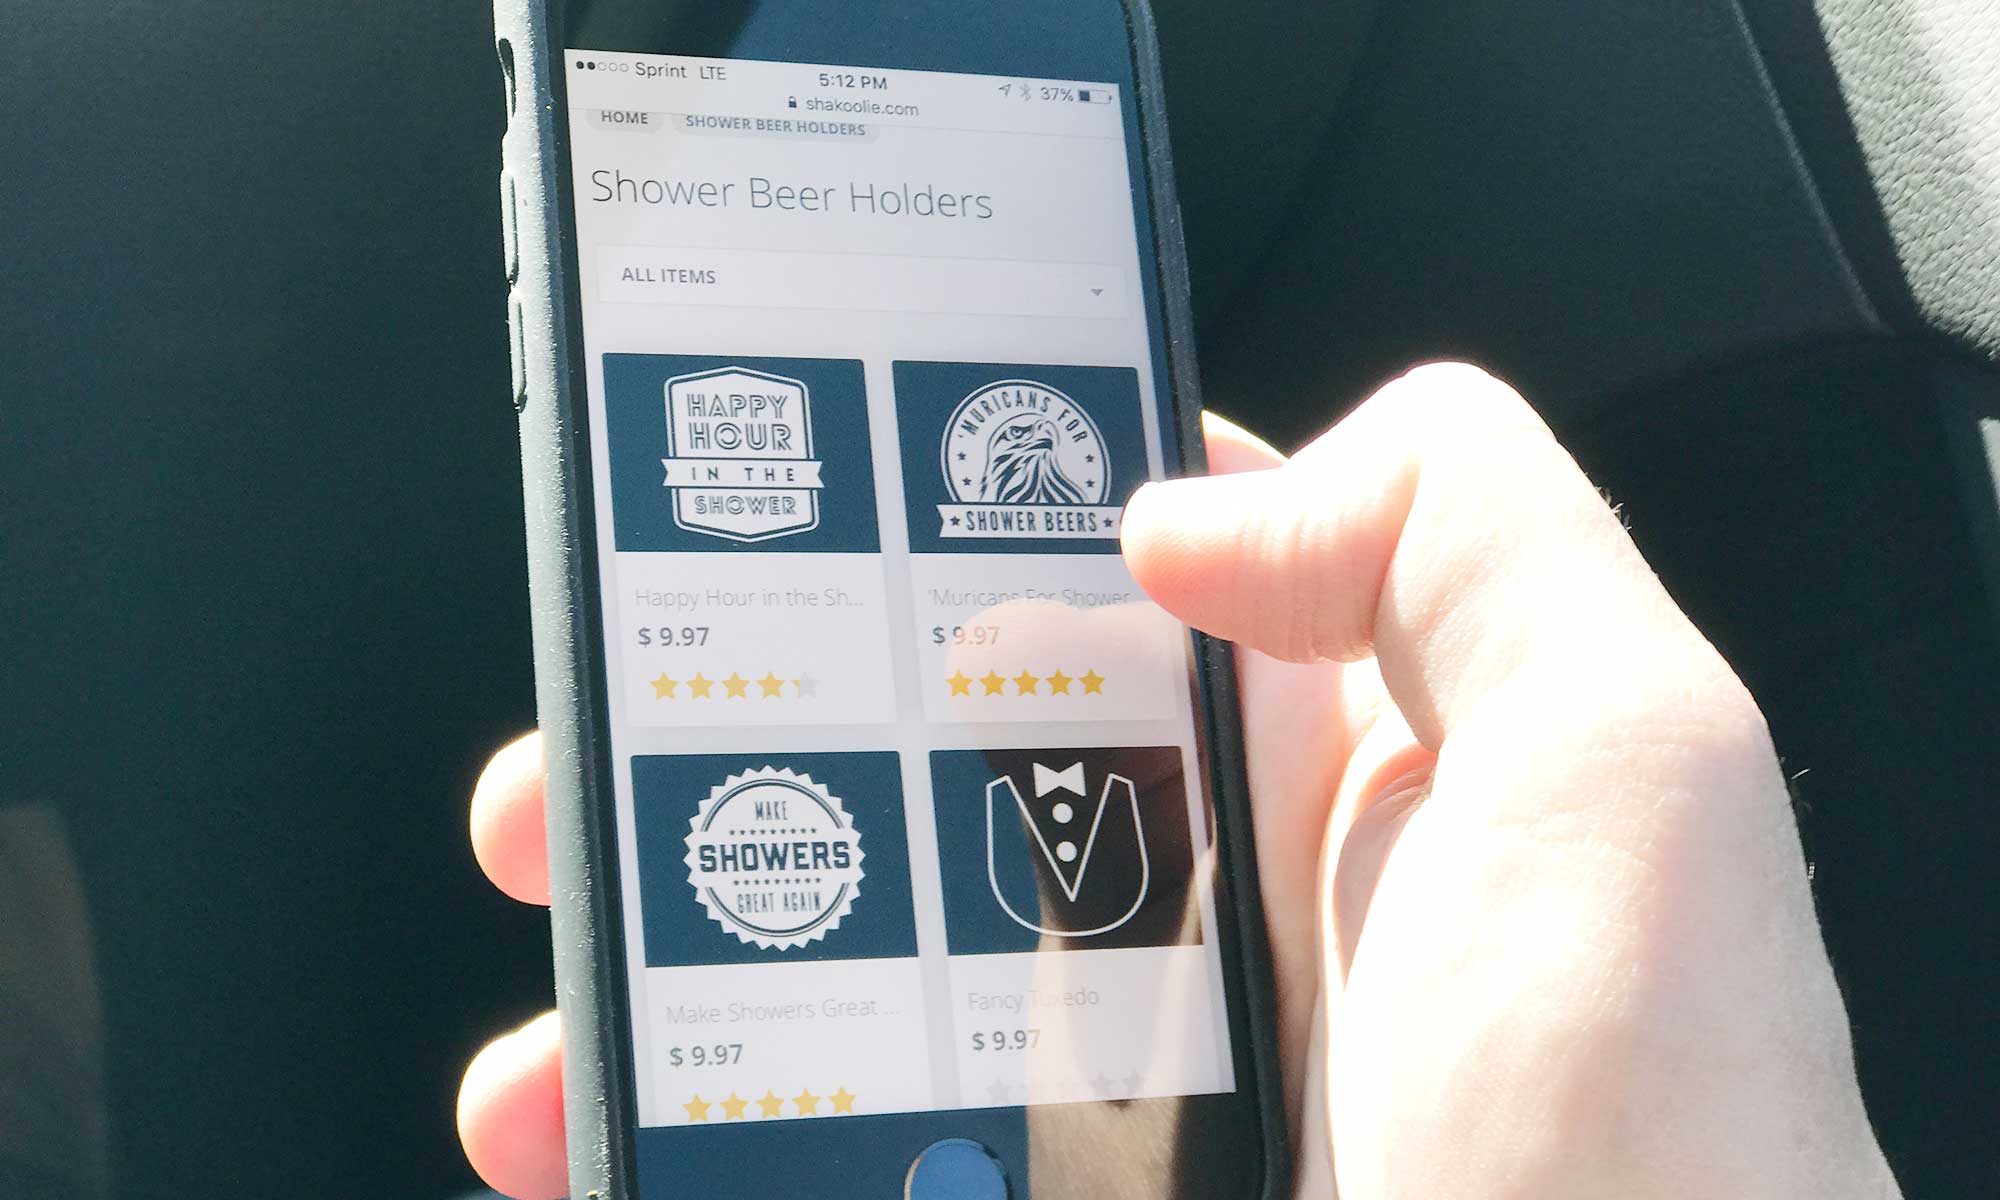 Sprint LTE 5:12 PM 37%
shakoolie.com
HOME SHOWER BEER HOLDERS
Shower Beer Holders
ALL ITEMS
HAPPY
HOUR
IN THE
SHOWER
'MURICANS FOR
SHOWER BEERS
Happy Hour in the Sh...
$ 9.97
'Muricans For Shower
$ 9.97
MAKE
SHOWERS
GREAT AGAIN
Make Showers Great ...
$ 9.97
Fancy Tuxedo
$ 9.97